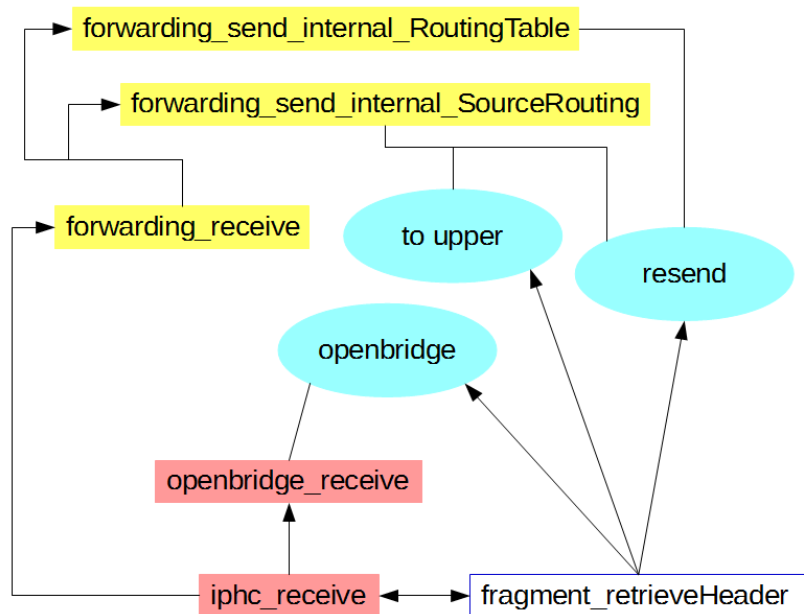 forwarding_send_internal_RoutingTable
forwarding_send_internal_SourceRouting
forwarding_receive
to upper
resend
openbridge
openbridge_receive
iphc_receive
fragment_retrieveHeader